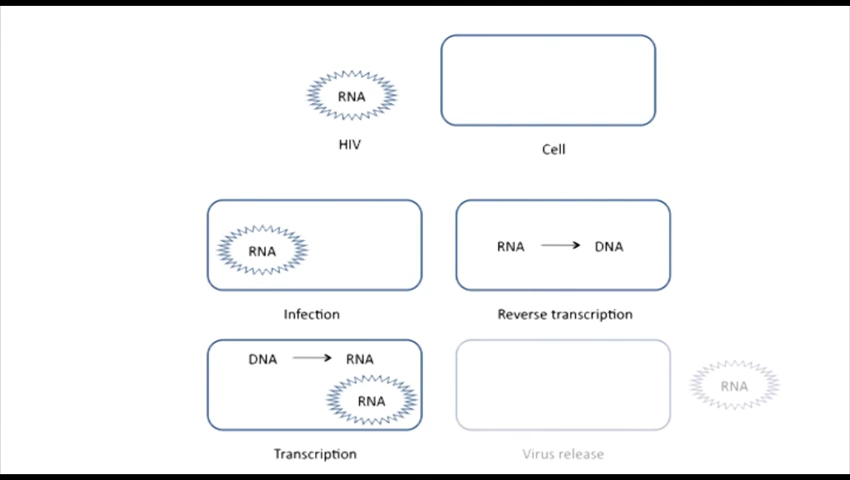 RNA
HIV
Cell
RNA
Infection
RNA → DNA
Reverse transcription
DNA → RNA
RNA
Transcription
RNA
Virus release